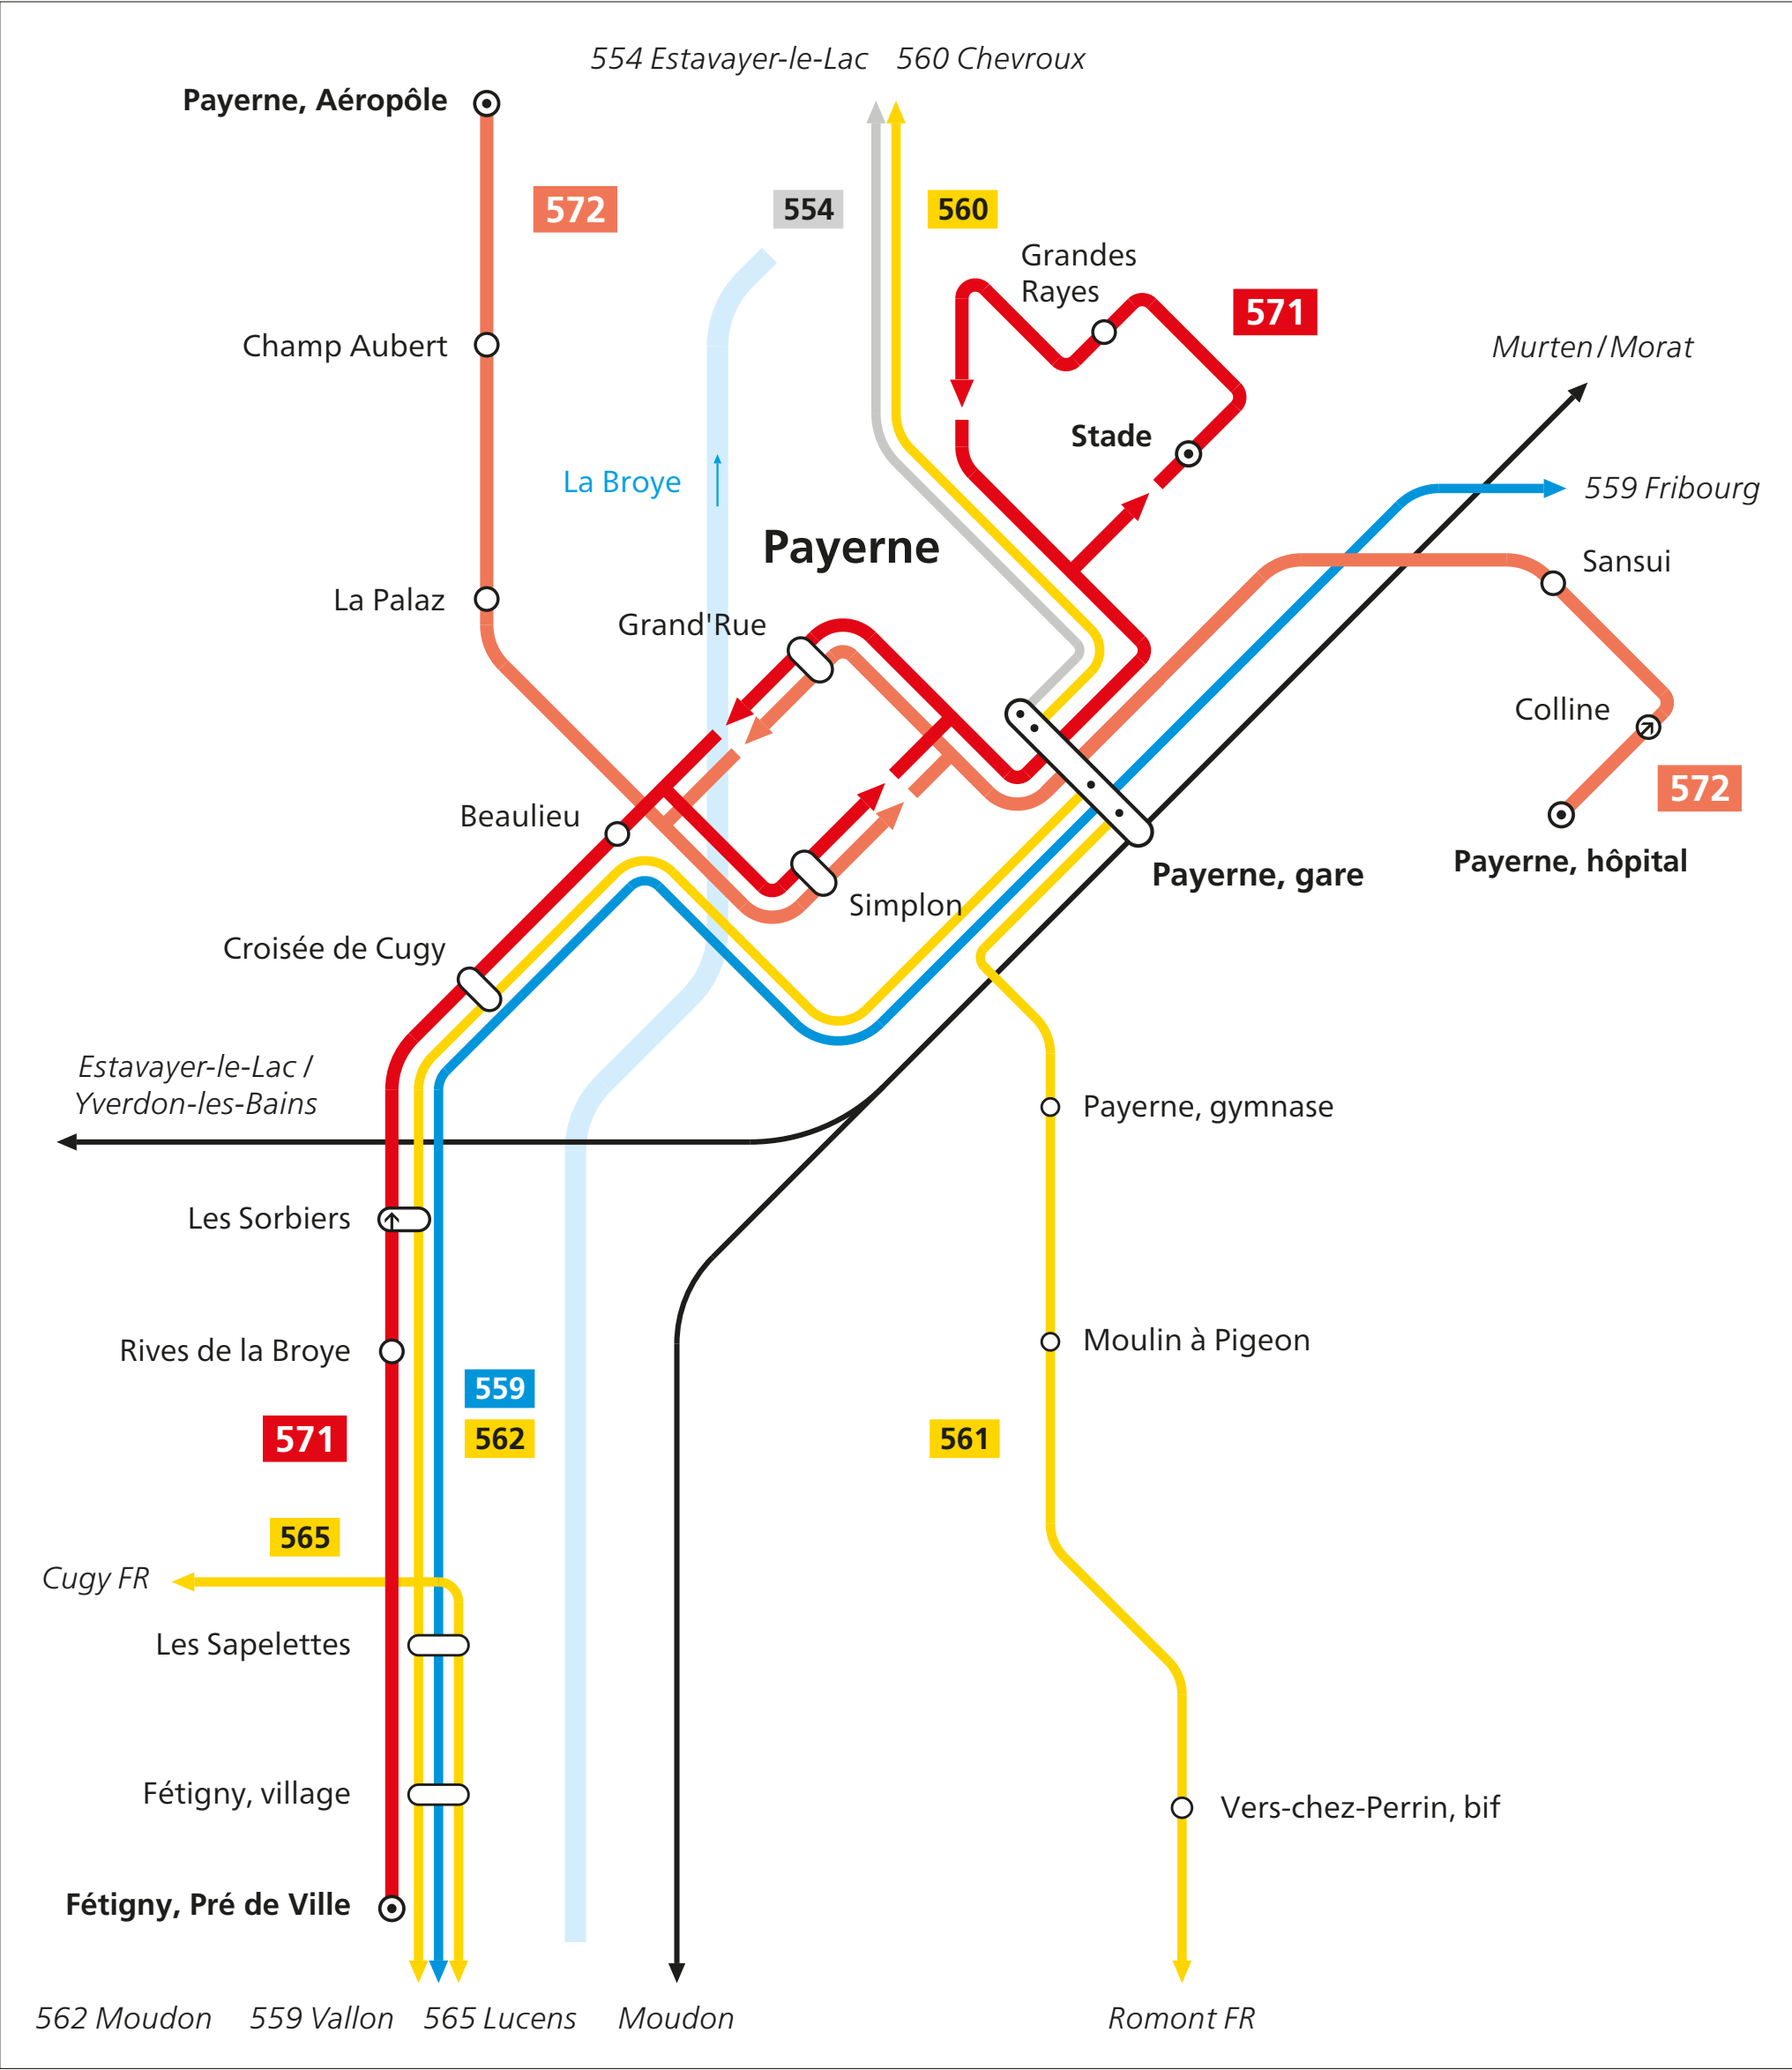 554 Estavayer-le-Lac 560 Chevroux
Payerne, Aéropôle
572
554
560
Grandes
Rayes
571
Champ Aubert
Murten/Morat
Stade
La Broye
559 Fribourg
Payerne
Sansui
La Palaz
Grand'Rue
Colline
572
Beaulieu
Payerne, hôpital
Payerne, gare
Simplon
Croisée de Cugy
Estavayer-le-Lac /
Yverdon-les-Bains
Payerne, gymnase
Les Sorbiers
Rives de la Broye
Moulin à Pigeon
559
571
562
561
565
Cugy FR
Les Sapelettes
Fétigny, village
Vers-chez-Perrin, bif
Fétigny, Pré de Ville
562 Moudon 559 Vallon 565 Lucens Moudon Romont FR